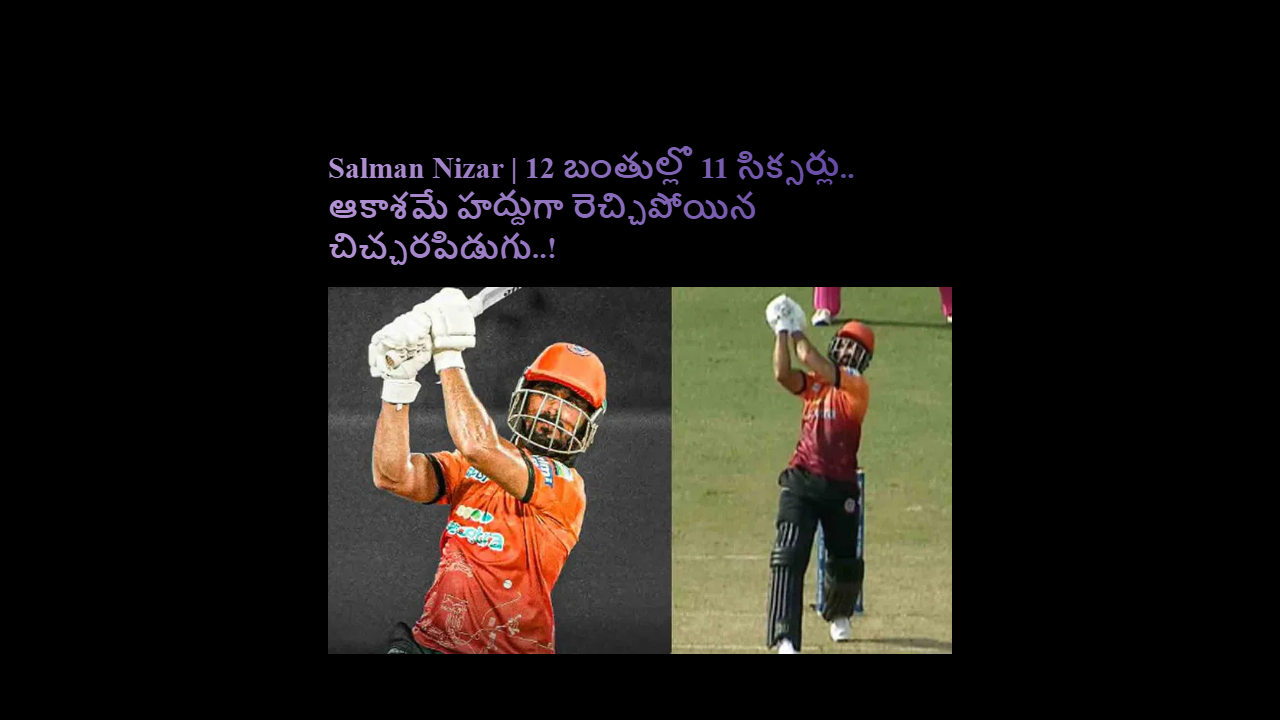 Salman Nizar | 12 బంతుల్లో 11 సిక్సర్లు..
ఆకాశమే హద్దుగా రెచ్చిపోయిన
చిచ్చరపిడుగు..!